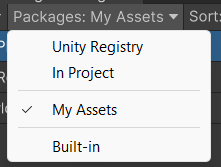 Packages: My Assets Sort:
Unity Registry
In Project
My Assets
Built-in